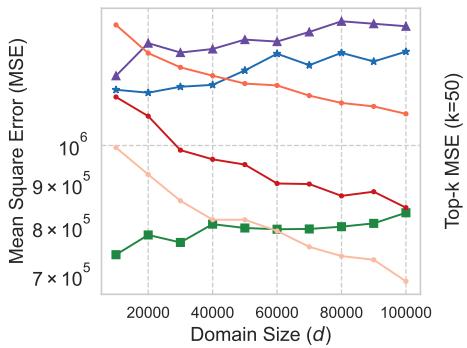 Mean Square Error (MSE)
10^6
9 × 10^5
8 × 10^5
7 × 10^5
20000 40000 60000 80000 100000
Domain Size (d)
Top-k MSE (k=50)